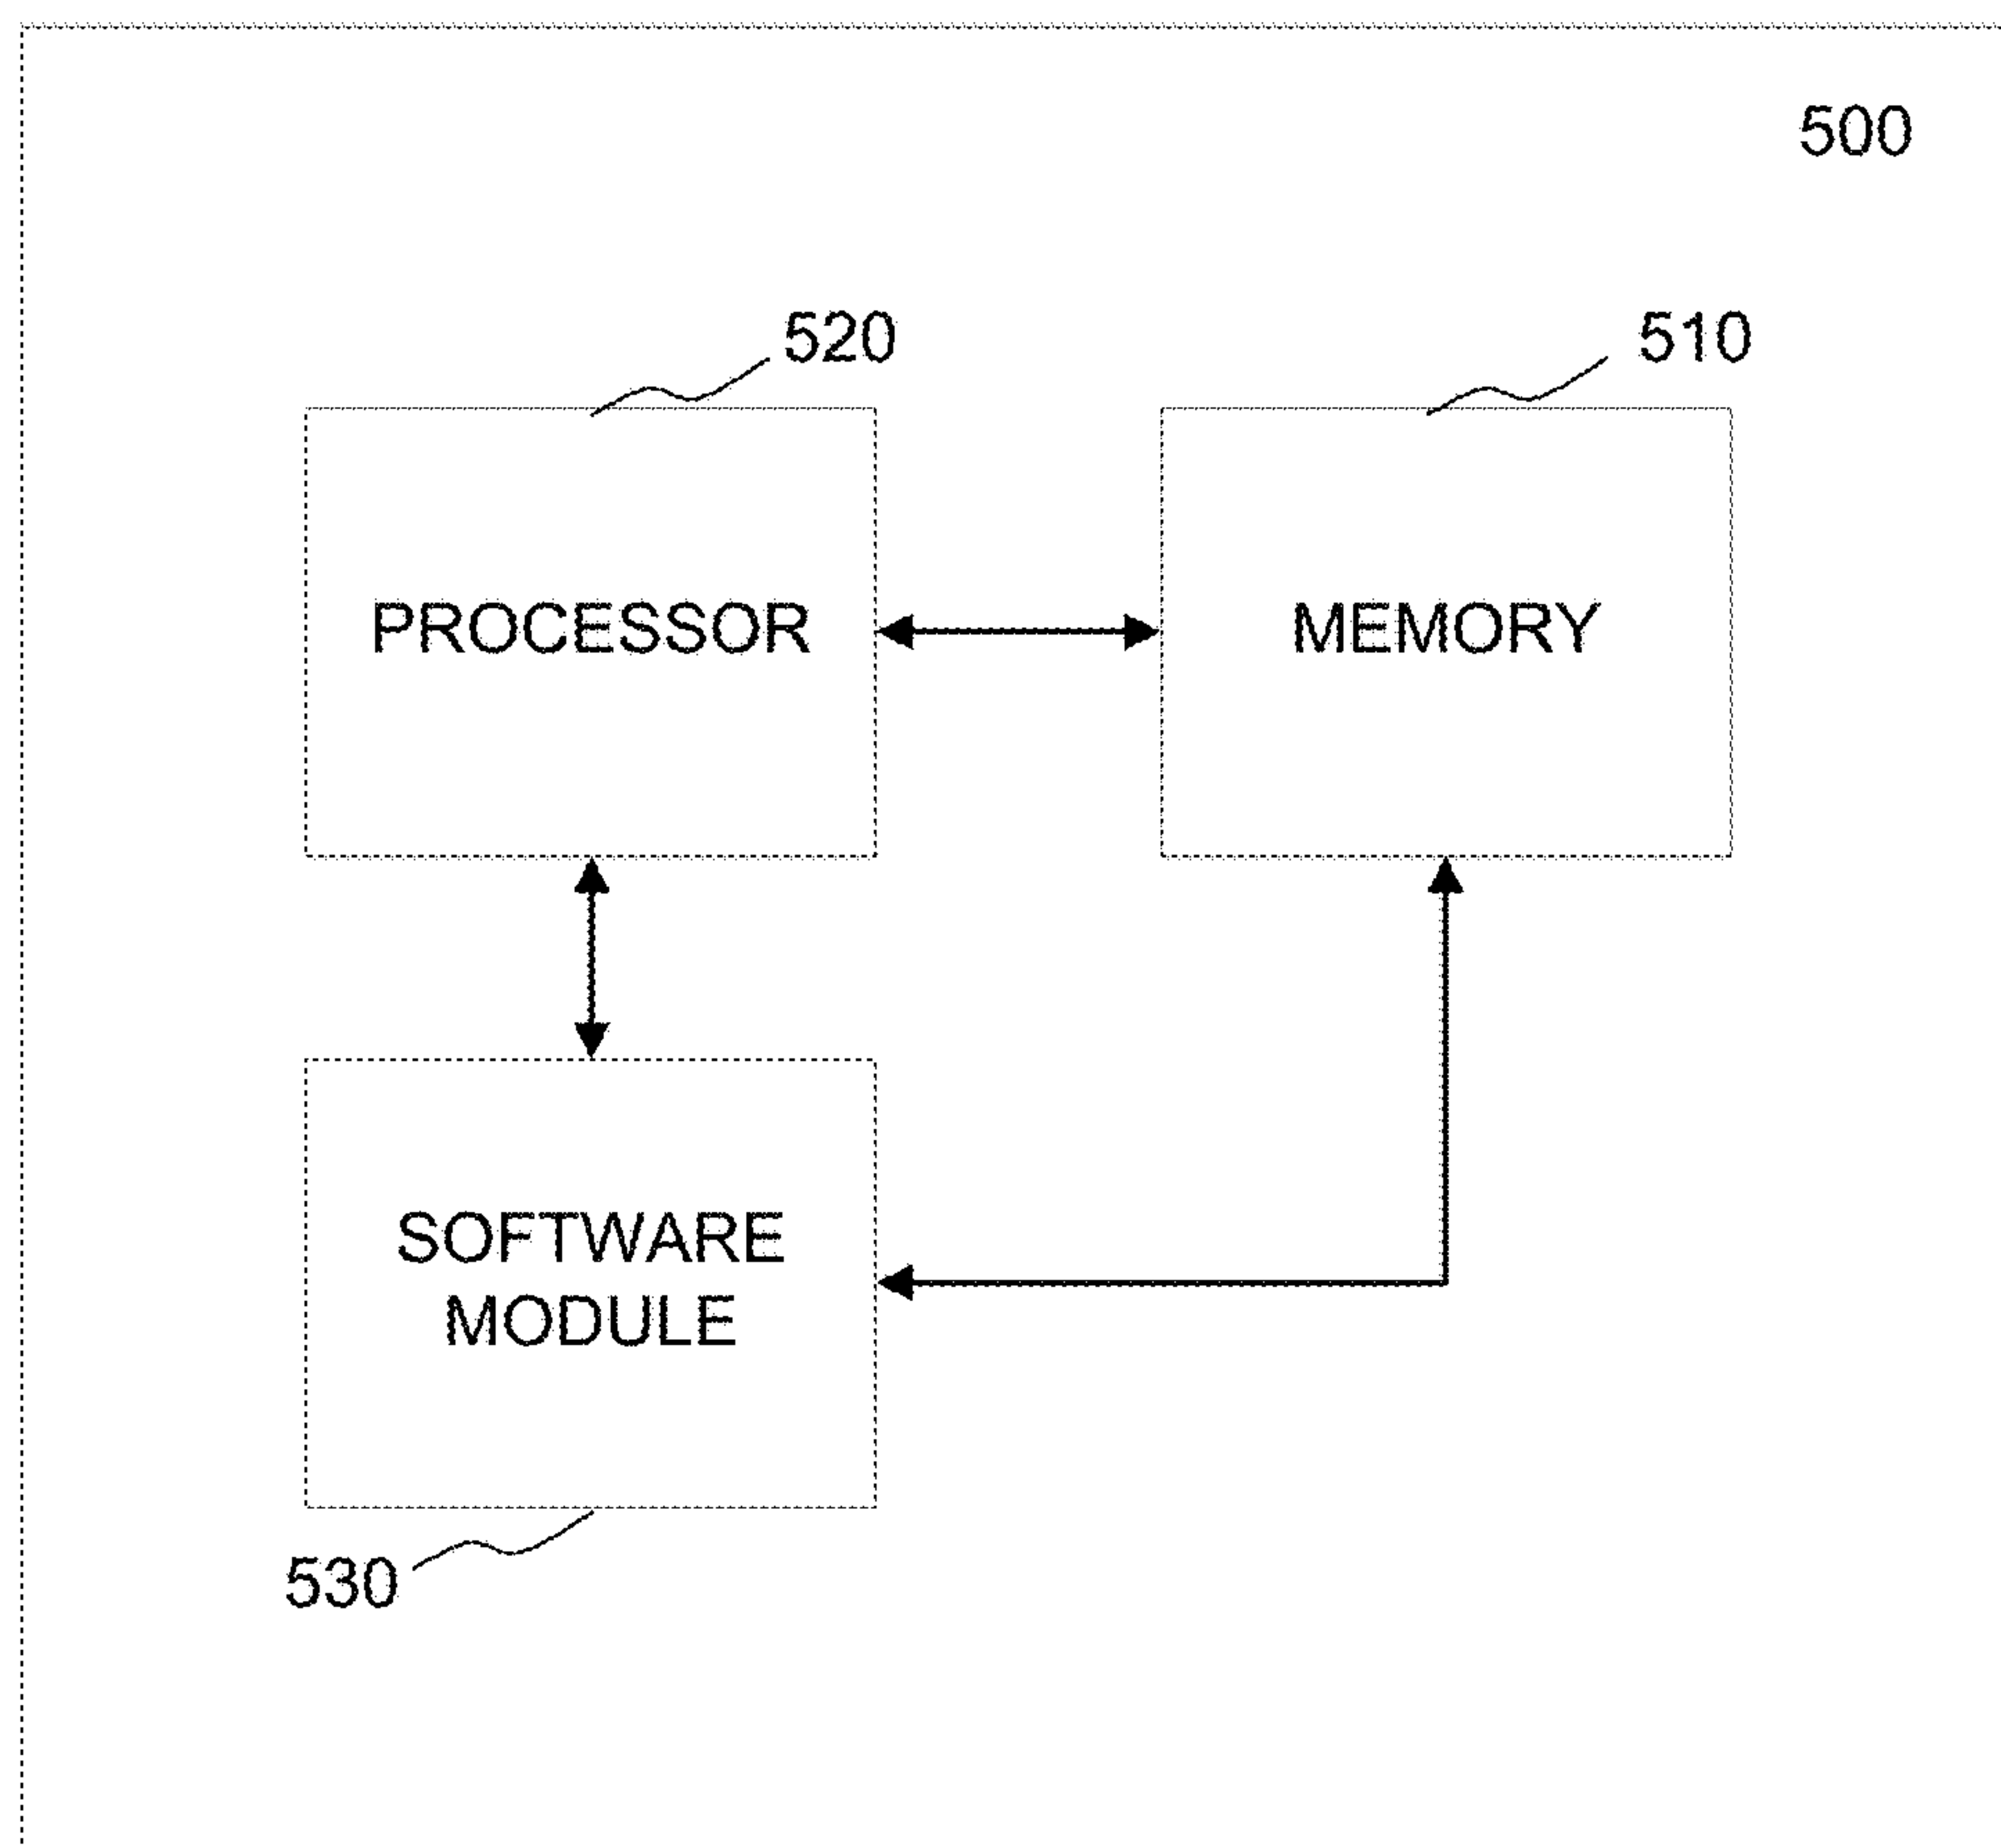 500
520
510
PROCESSOR
MEMORY
SOFTWARE
MODULE
530